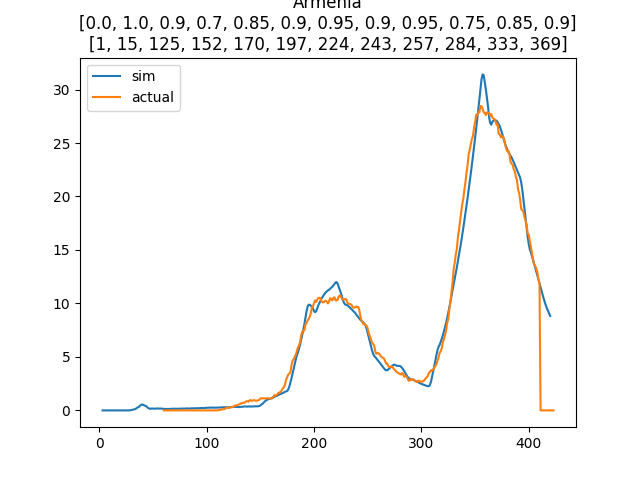 Armenia
[0.0, 1.0, 0.9, 0.7, 0.85, 0.9, 0.95, 0.9, 0.95, 0.75, 0.85, 0.9]
[1, 15, 125, 152, 170, 197, 224, 243, 257, 284, 333, 369]
sim
actual
30
25
20
15
10
5
0
0 100 200 300 400